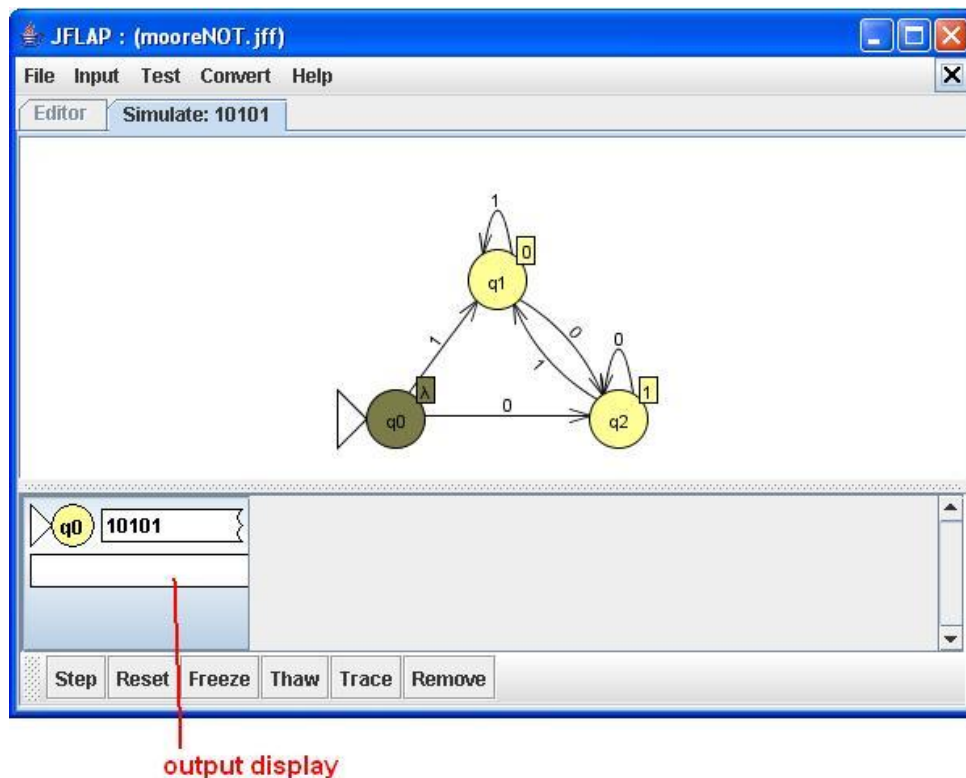 JFLAP : (mooreNOT.jff)
File Input Test Convert Help
Editor Simulate: 10101
1
0
q1
1
0
1
0
λ
q0
0
1
q2
q0 10101
Step Reset Freeze Thaw Trace Remove
output display